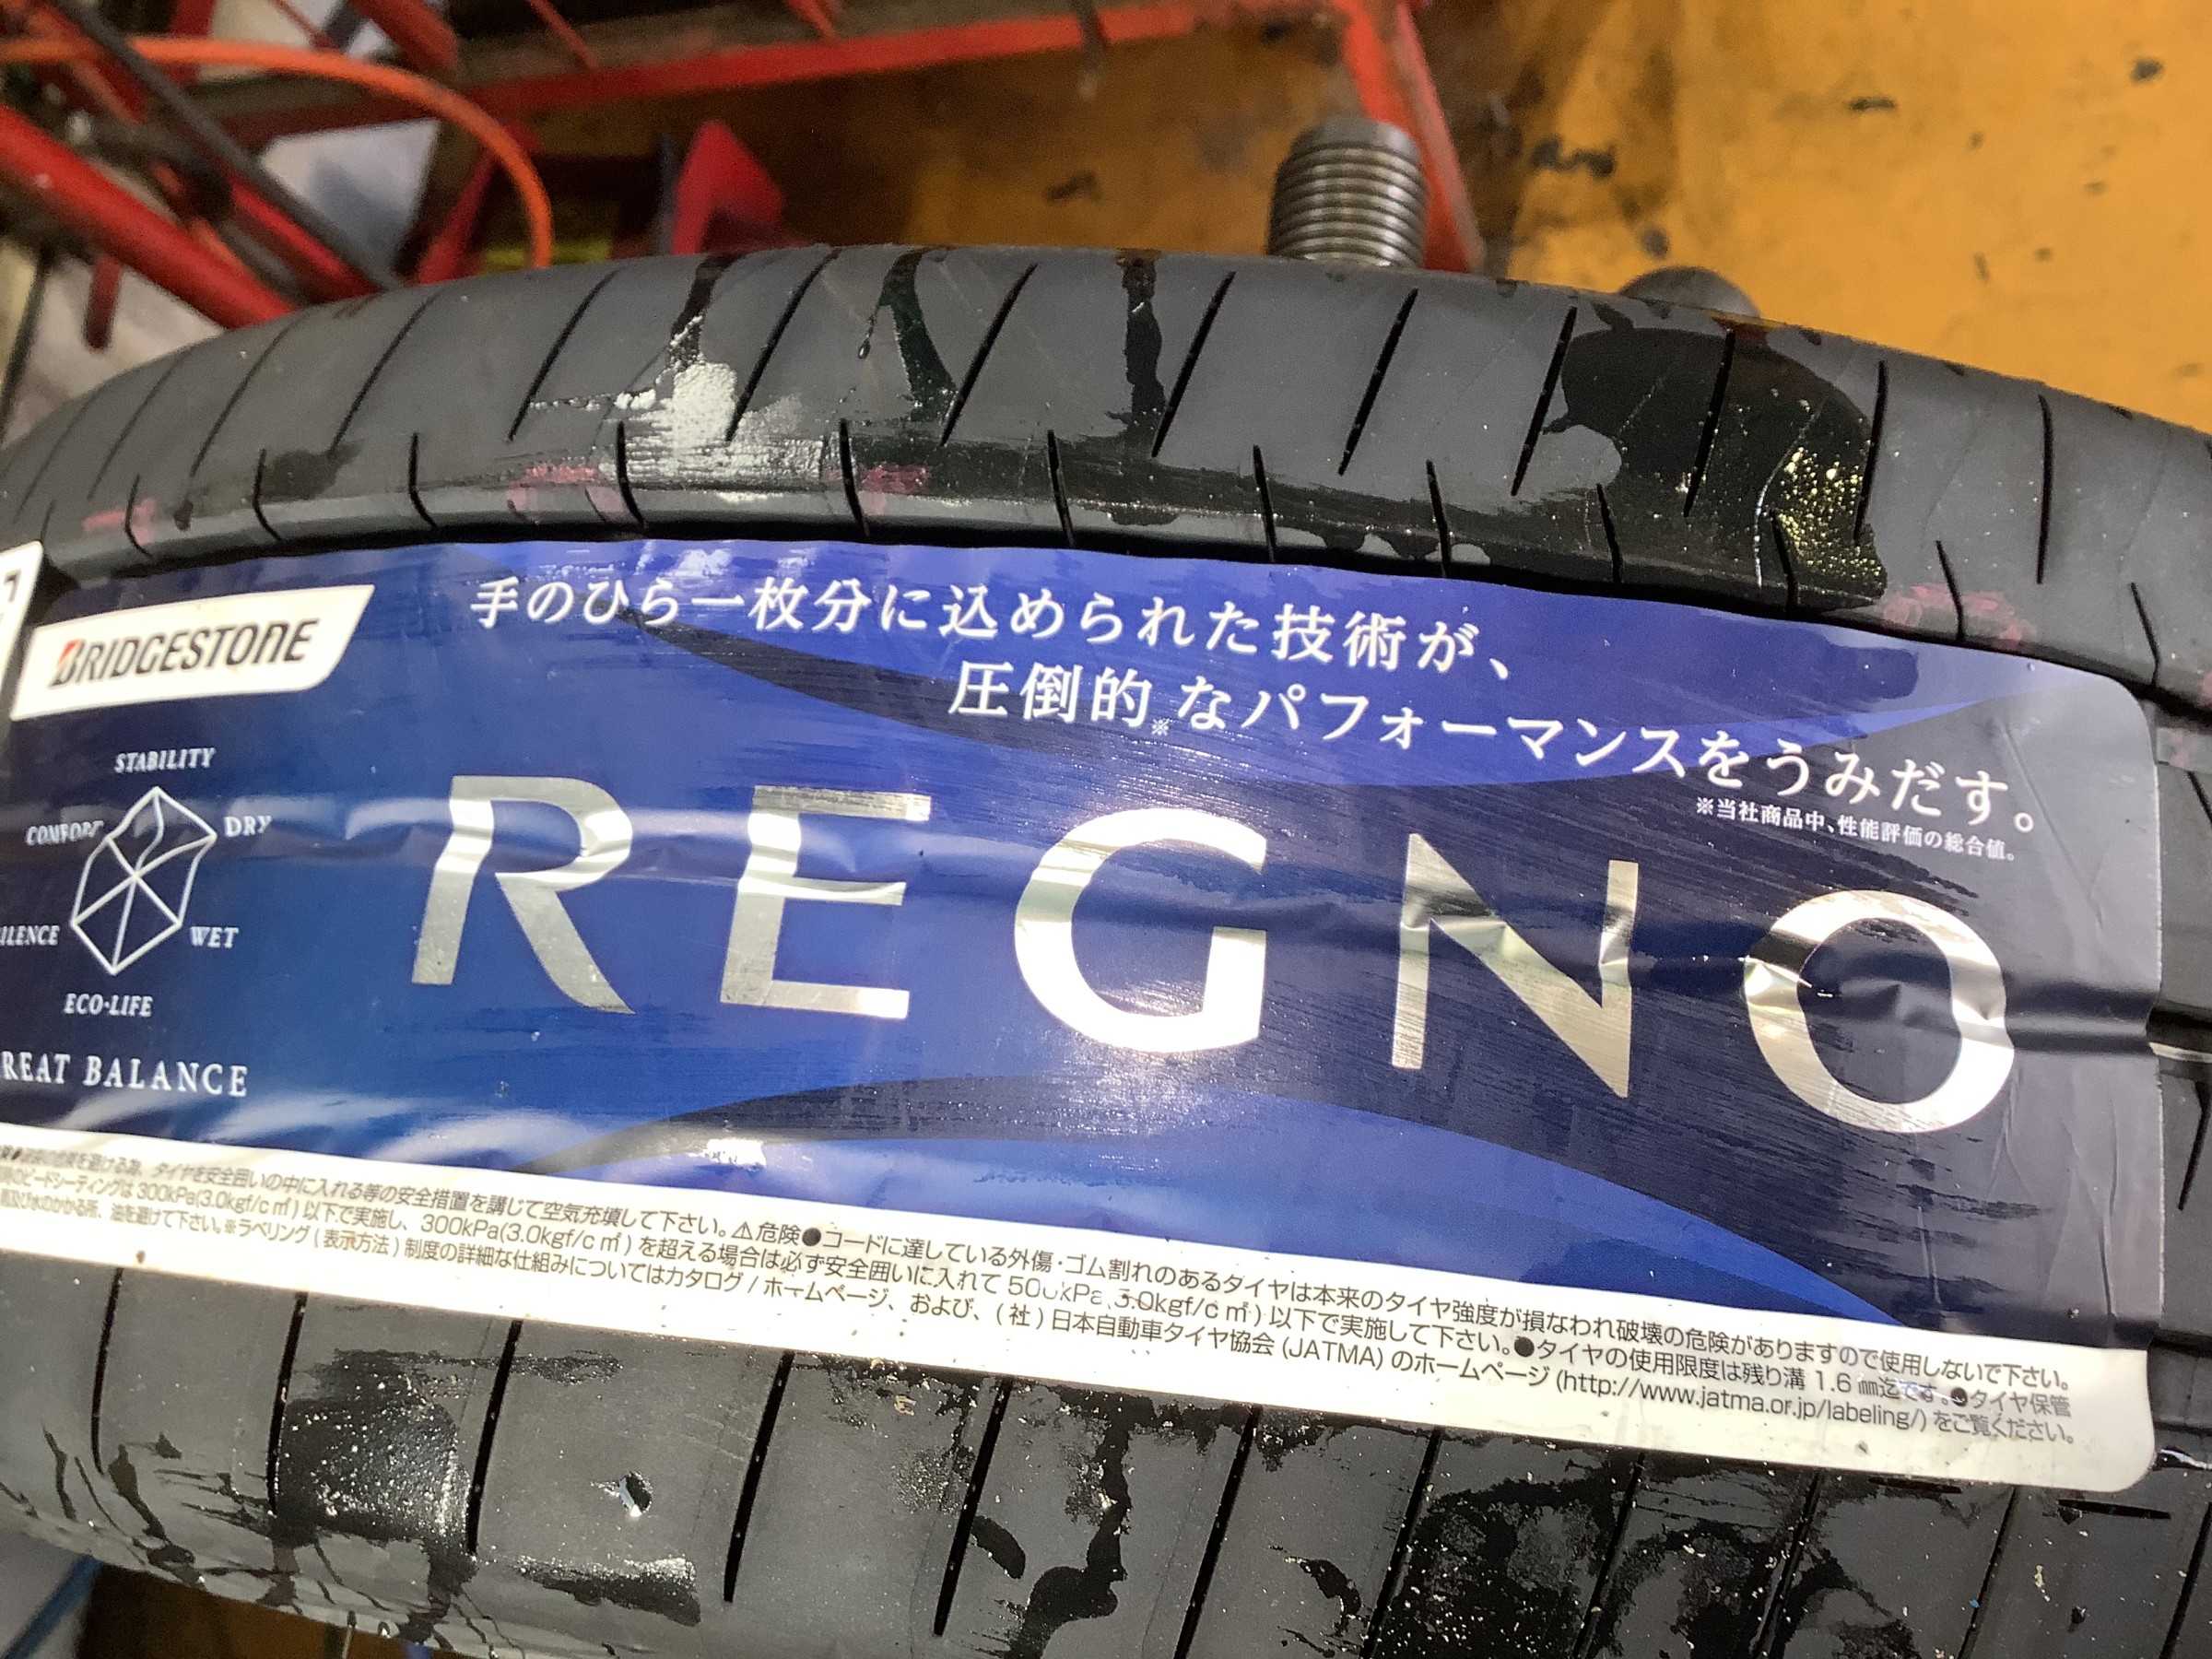 BRIDGESTONE
手のひら一枚分に込められた技術が、
圧倒的※なパフォーマンスをうみだす。
※当社商品中、性能評価の総合値。
STABILITY
COMFORT
DRY
WET
ECO-LIFE
BALANCE
REGNO
を避ける為、タイヤを安全囲いの中に入れる等の安全措置を講じて空気充填して下さい。⚠危険●コードに達している外傷・ゴム割れのあるタイヤは本来のタイヤ強度が損なわれ破壊の危険がありますので使用しないで下さい。
ビードシーティングは300kPa(3.0kgf/c㎡)以下で実施し、300kPa(3.0kgf/c㎡)を超える場合は必ず安全囲いに入れて 以下で実施して下さい。●タイヤの使用限度は残り溝1.6㎜迄です。●タイヤ保管
水のかかる所、油を避けて下さい。※ラベリング(表示方法)制度の詳細な仕組みについてはカタログ/ホームページ、および、(社)日本自動車タイヤ協会(JATMA)のホームページ(http://www.jatma.or.jp/labeling/)をご覧ください。